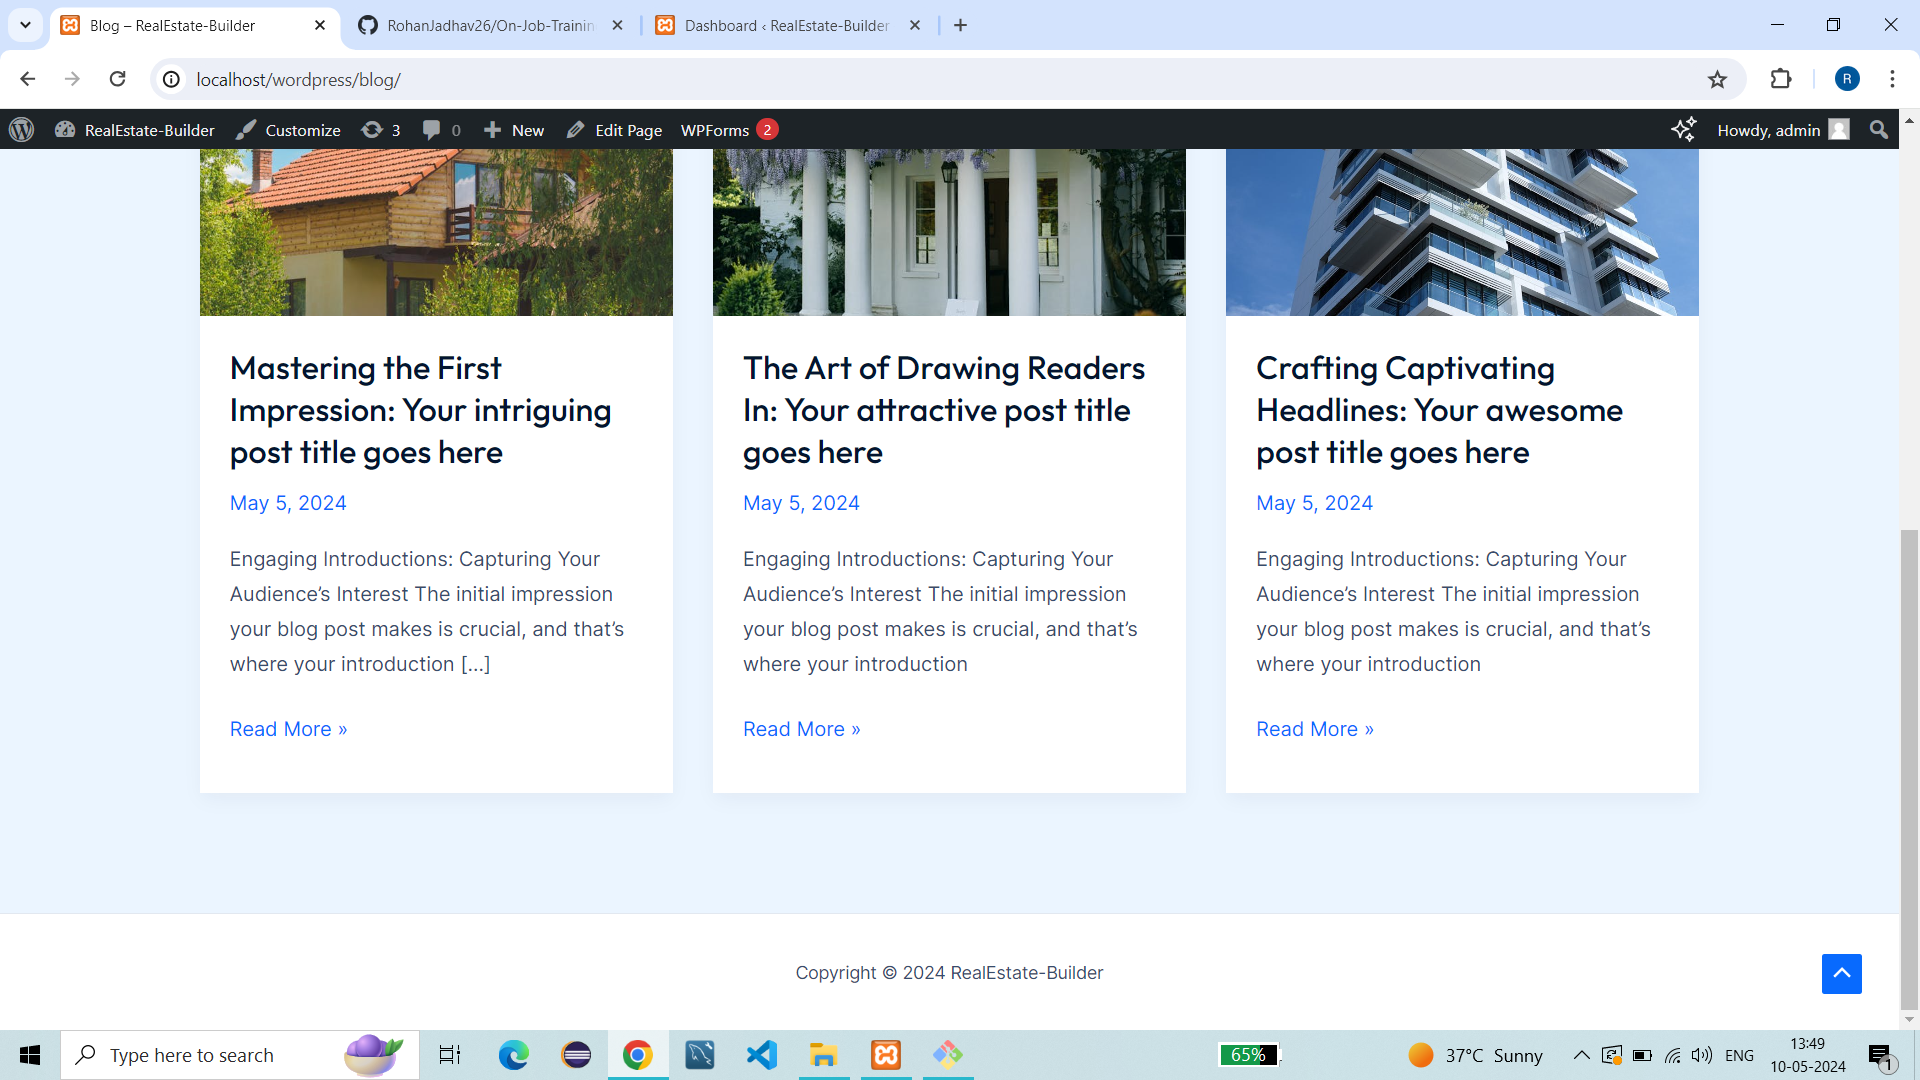 Blog – RealEstate-Builder
RohanJadhav26/On-Job-Trainin
Dashboard ‹ RealEstate-Builder
localhost/wordpress/blog/
R
RealEstate-Builder
Customize
3
0
New
Edit Page
WPForms 2
Howdy, admin
Mastering the First
Impression: Your intriguing
post title goes here
May 5, 2024
Engaging Introductions: Capturing Your
Audience’s Interest The initial impression
your blog post makes is crucial, and that’s
where your introduction […]
Read More »
The Art of Drawing Readers
In: Your attractive post title
goes here
May 5, 2024
Engaging Introductions: Capturing Your
Audience’s Interest The initial impression
your blog post makes is crucial, and that’s
where your introduction
Read More »
Crafting Captivating
Headlines: Your awesome
post title goes here
May 5, 2024
Engaging Introductions: Capturing Your
Audience’s Interest The initial impression
your blog post makes is crucial, and that’s
where your introduction
Read More »
Copyright © 2024 RealEstate-Builder
Type here to search
65%
37°C Sunny
ENG
13:49
10-05-2024
1